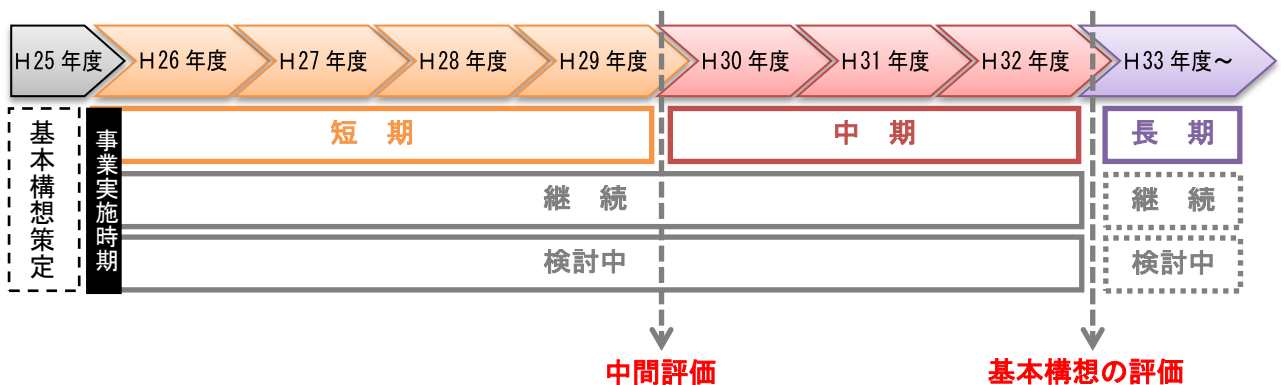 H25 年度
H26 年度
H27 年度
H28 年度
H29 年度
H30 年度
H31 年度
H32 年度
H33 年度～
基本構想策定
事業実施時期
短 期
中 期
長 期
継 続
継 続
検討中
検討中
中間評価
基本構想の評価